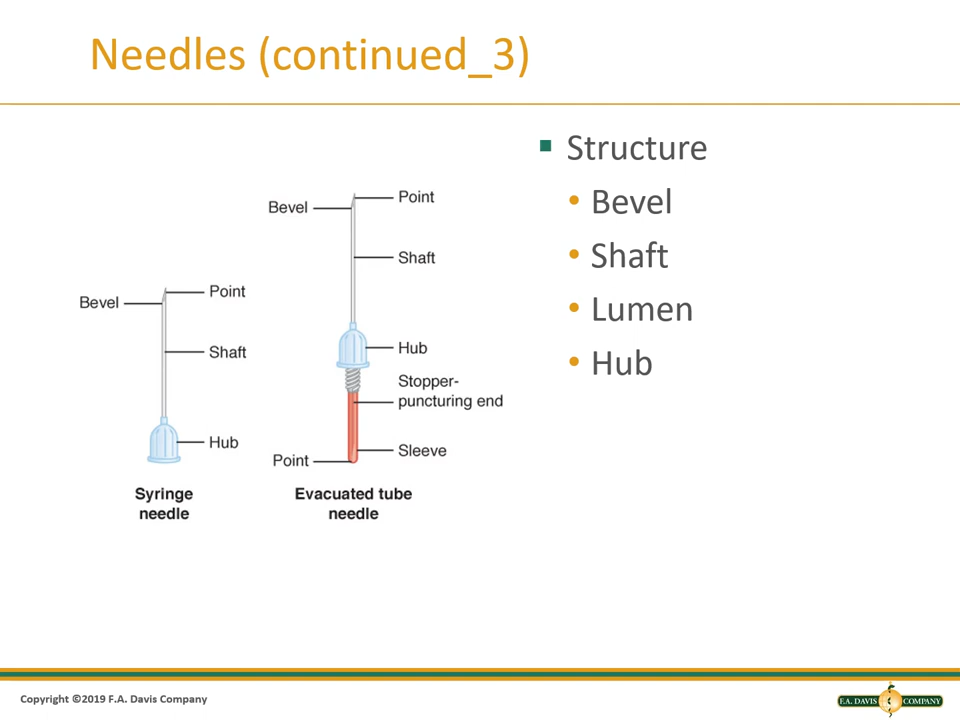 Needles (continued_3)
Structure
Bevel
Shaft
Lumen
Hub
Bevel
Point
Shaft
Hub
Syringe
needle
Bevel
Point
Shaft
Hub
Stopper-
puncturing end
Sleeve
Point
Evacuated tube
needle
Copyright ©2019 F.A. Davis Company
F.A. DAVIS COMPANY